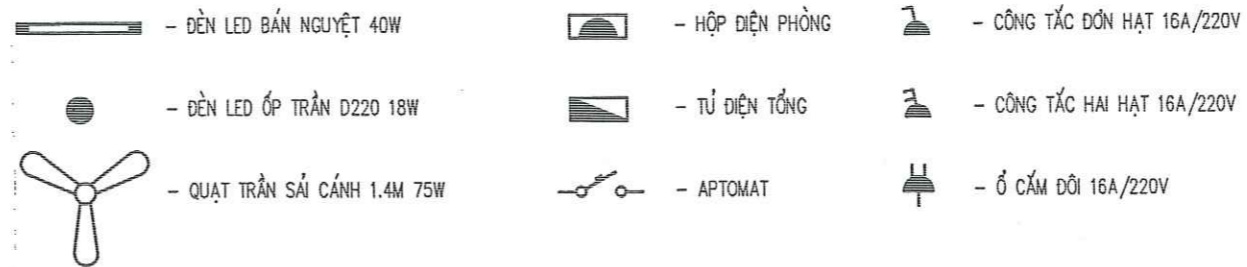 - ĐÈN LED BÁN NGUYỆT 40W
- HỘP ĐIỆN PHÒNG
- CÔNG TẮC ĐƠN HẠT 16A/220V
- ĐÈN LED ỐP TRẦN D220 18W
- TỦ ĐIỆN TỔNG
- CÔNG TẮC HAI HẠT 16A/220V
- QUẠT TRẦN SẢI CÁNH 1.4M 75W
- APTOMAT
- Ổ CẮM ĐÔI 16A/220V